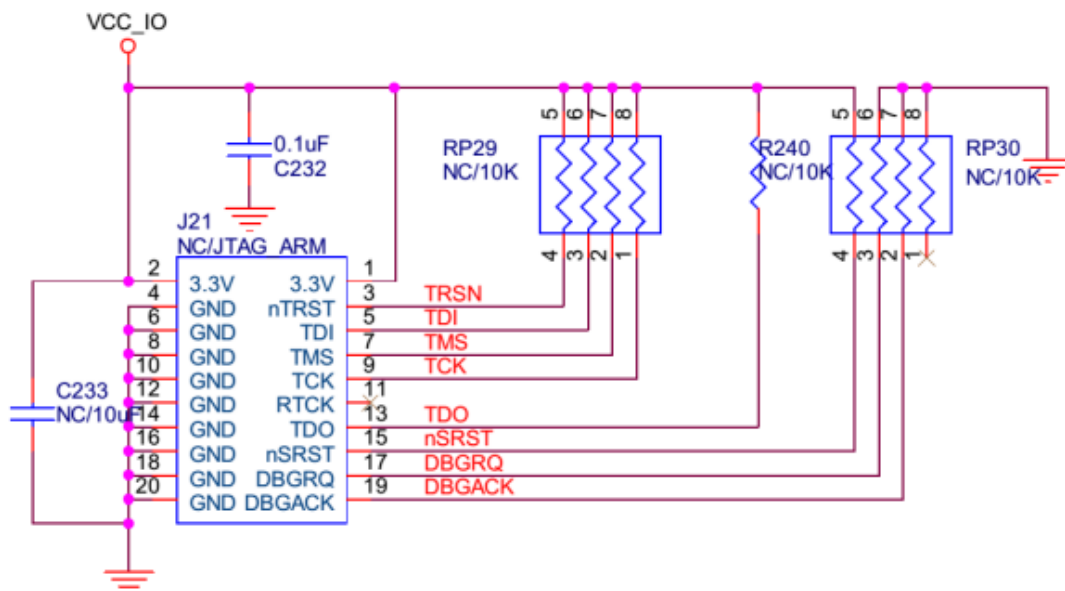 VCC_IO
5 6 7 8
5 6 7 8
0.1uF
C232
RP29
NC/10K
R240
NC/10K
RP30
NC/10K
J21
NC/JTAG_ARM
4 3 2 1
4 3 2 1
2 3.3V 3.3V 1
4 GND nTRST 3 TRSN
6 GND TDI 5 TDI
8 GND TMS 7 TMS
10 GND TCK 9 TCK
12 GND RTCK 11
14 GND TDO 13 TDO
16 GND nSRST 15 nSRST
18 GND DBGRQ 17 DBGRQ
20 GND DBGACK 19 DBGACK
C233
NC/10uF